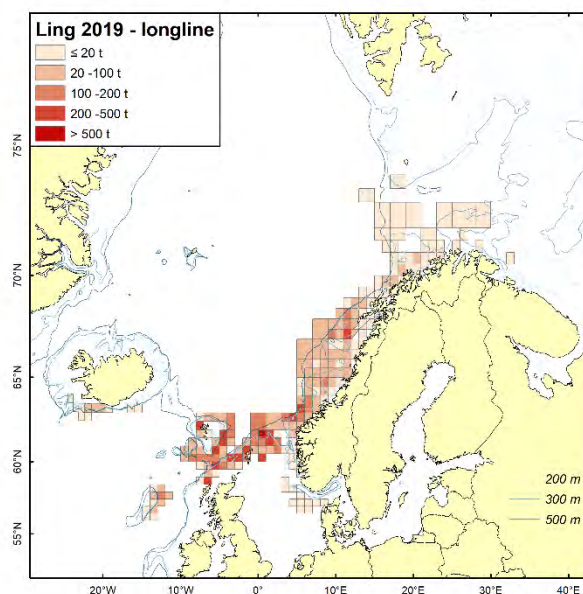 Ling 2019 - longline
≤ 20 t
20 -100 t
100 -200 t
200 -500 t
> 500 t
75°N
70°N
65°N
60°N
55°N
200 m
300 m
500 m
20°W
10°W
0°
10°E
20°E
30°E
40°E